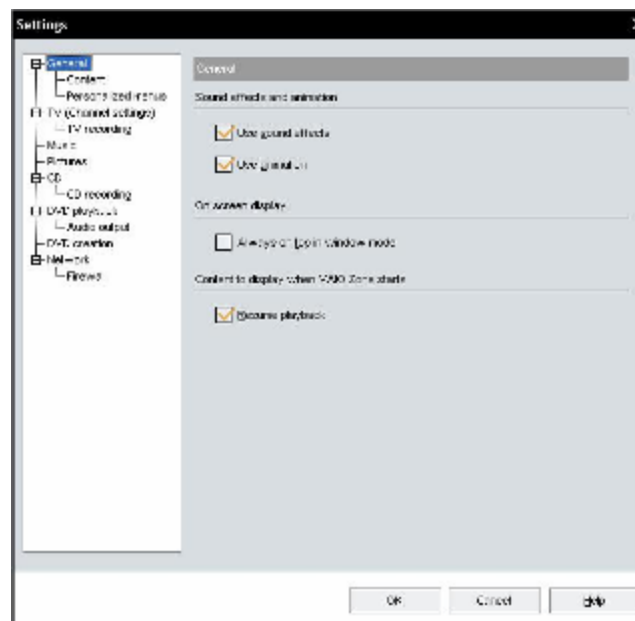 Settings
General
Content
Personalized menus
TV (Channel settings)
TV recording
Music
Pictures
CD
CD recording
DVD playback
Audio output
DVD creation
Network
Firewall
General
Sound effects and animation
Use sound effects
Use animation
On screen display
Always on top in window mode
Content to display when VAIO Zone starts
Resume playback
OK
Cancel
Help